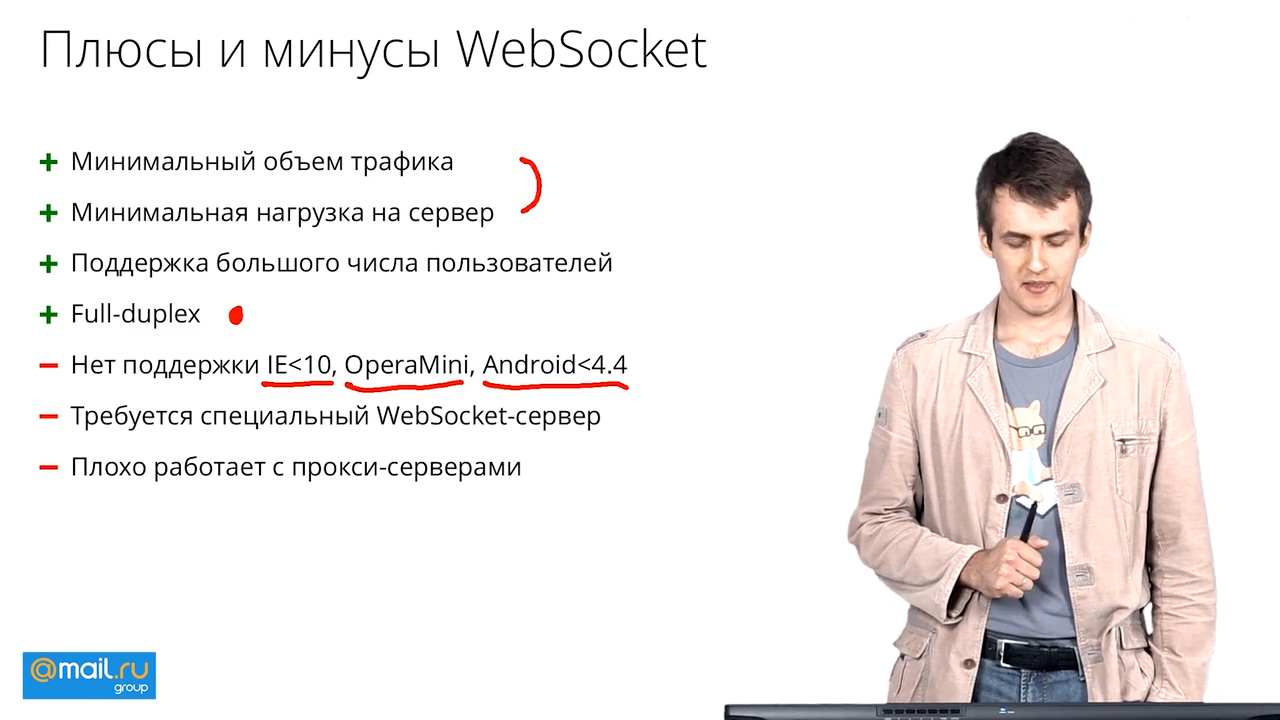 Плюсы и минусы WebSocket
+ Минимальный объем трафика
+ Минимальная нагрузка на сервер
+ Поддержка большого числа пользователей
+ Full-duplex
− Нет поддержки IE<10, OperaMini, Android<4.4
− Требуется специальный WebSocket-сервер
− Плохо работает с прокси-серверами
@mail.ru
group